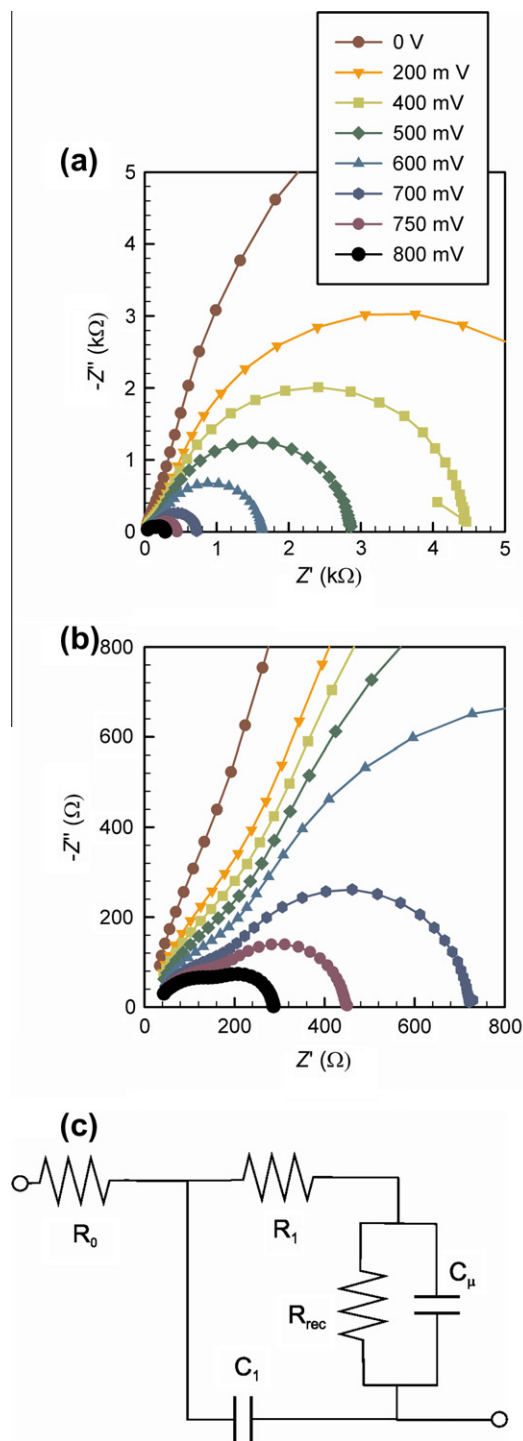 0 V
200 m V
400 mV
500 mV
600 mV
700 mV
750 mV
800 mV
(a)
5
4
3
2
1
0
-Z" (kΩ)
0 1 2 3 4 5
Z' (kΩ)
(b)
800
600
400
200
0
-Z" (Ω)
0 200 400 600 800
Z' (Ω)
(c)
R₀
R₁
Rrec
Cμ
C₁